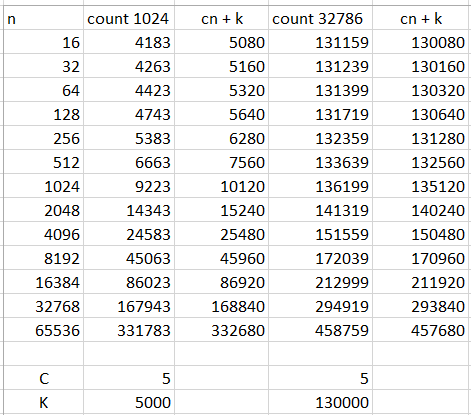 n count 1024 cn + k count 32786 cn + k
16 4183 5080 131159 130080
32 4263 5160 131239 130160
64 4423 5320 131399 130320
128 4743 5640 131719 130640
256 5383 6280 132359 131280
512 6663 7560 133639 132560
1024 9223 10120 136199 135120
2048 14343 15240 141319 140240
4096 24583 25480 151559 150480
8192 45063 45960 172039 170960
16384 86023 86920 212999 211920
32768 167943 168840 294919 293840
65536 331783 332680 458759 457680
C 5 5
K 5000 130000